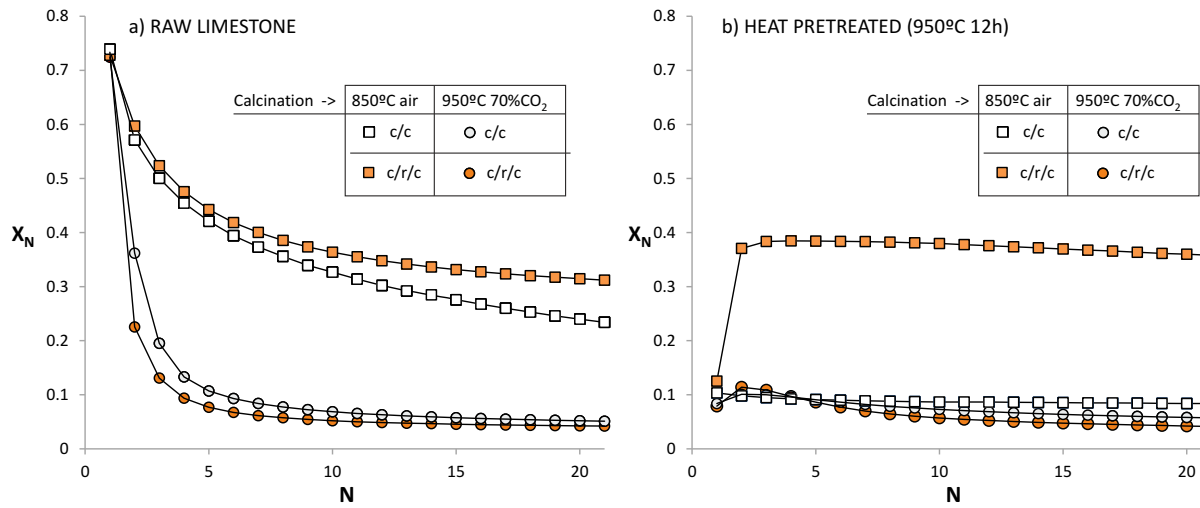 a) RAW LIMESTONE
0.8
0.7
0.6
0.5
0.4
0.3
0.2
0.1
0
X_N
Calcination -> 850ºC air 950ºC 70%CO₂
c/c c/c
c/r/c c/r/c
0 5 10 15 20
N
b) HEAT PRETREATED (950ºC 12h)
0.8
0.7
0.6
0.5
0.4
0.3
0.2
0.1
0
X_N
Calcination -> 850ºC air 950ºC 70%CO₂
c/c c/c
c/r/c c/r/c
0 5 10 15 20
N